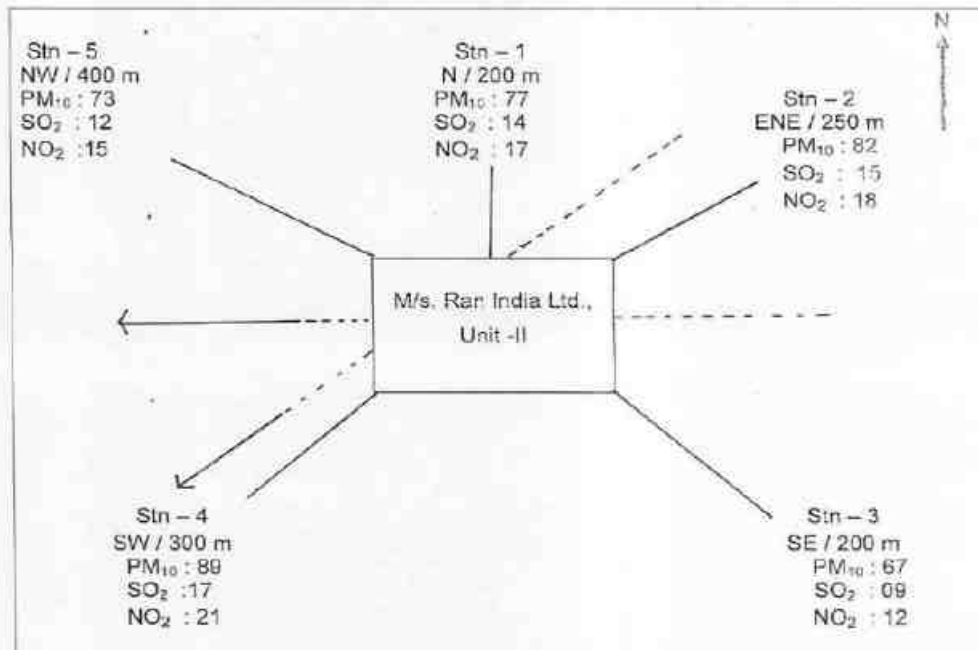 N
Stn – 5
NW / 400 m
PM₁₀ : 73
SO₂ : 12
NO₂ : 15
Stn – 1
N / 200 m
PM₁₀ : 77
SO₂ : 14
NO₂ : 17
Stn – 2
ENE / 250 m
PM₁₀ : 82
SO₂ : 15
NO₂ : 18
M/s. Ran India Ltd.,
Unit -II
Stn – 4
SW / 300 m
PM₁₀ : 89
SO₂ : 17
NO₂ : 21
Stn – 3
SE / 200 m
PM₁₀ : 67
SO₂ : 09
NO₂ : 12